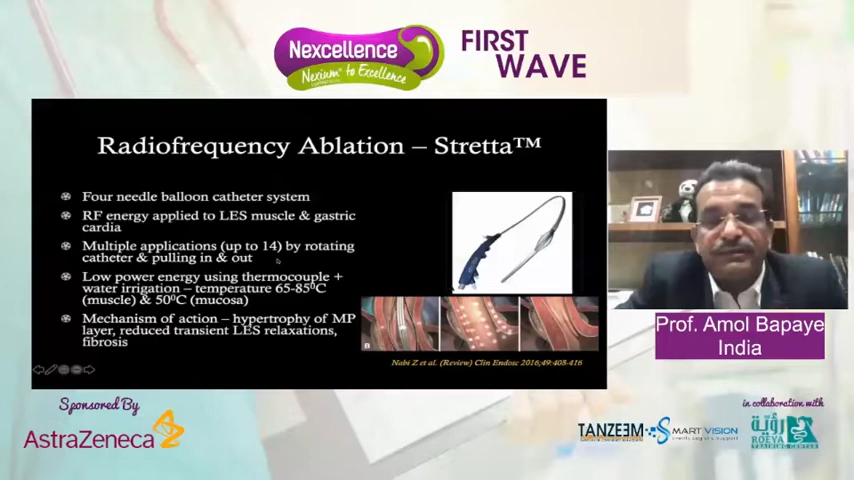 Nexcellence
Nexium® to Excellence
FIRST
WAVE
Radiofrequency Ablation – Stretta™
Four needle balloon catheter system
RF energy applied to LES muscle & gastric
cardia
Multiple applications (up to 14) by rotating
catheter & pulling in & out
Low power energy using thermocouple +
water irrigation – temperature 65-85⁰C
(muscle) & 50⁰C (mucosa)
Mechanism of action – hypertrophy of MP
layer, reduced transient LES relaxations,
fibrosis
B
Nabi Z et al. (Review) Clin Endosc 2016;49:408-416
Prof. Amol Bapaye
India
Sponsored By
AstraZeneca
in collaboration with
TANZEEM
SMART VISION
رؤية
ROEYA
TRAINING CENTER